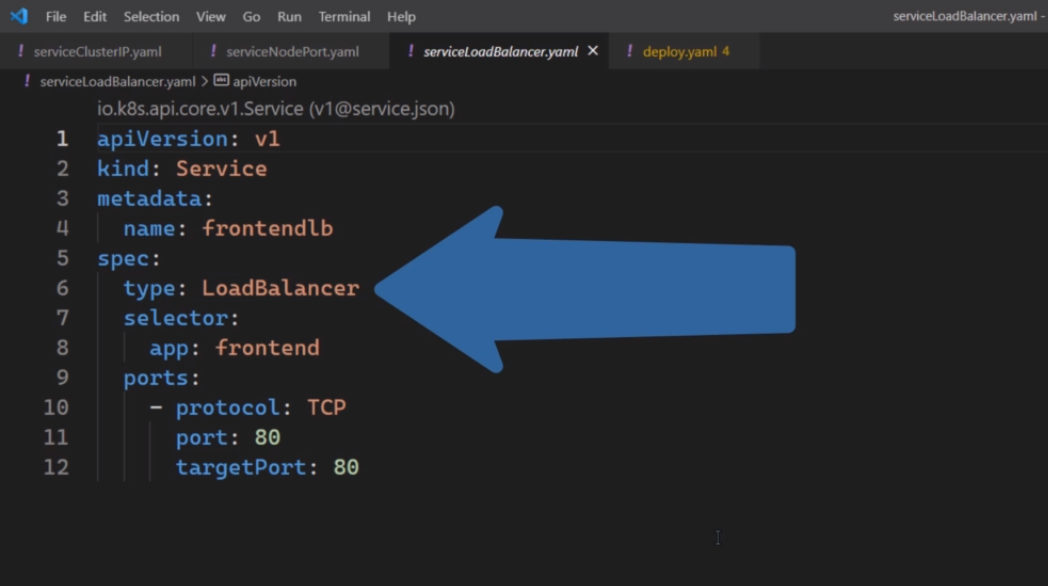 File Edit Selection View Go Run Terminal Help serviceLoadBalancer.yaml -
! serviceClusterIP.yaml ! serviceNodePort.yaml ! serviceLoadBalancer.yaml × ! deploy.yaml 4
! serviceLoadBalancer.yaml > abc apiVersion
io.k8s.api.core.v1.Service (v1@service.json)
1 apiVersion: v1
2 kind: Service
3 metadata:
4   name: frontendlb
5 spec:
6   type: LoadBalancer
7   selector:
8     app: frontend
9   ports:
10     - protocol: TCP
11       port: 80
12       targetPort: 80